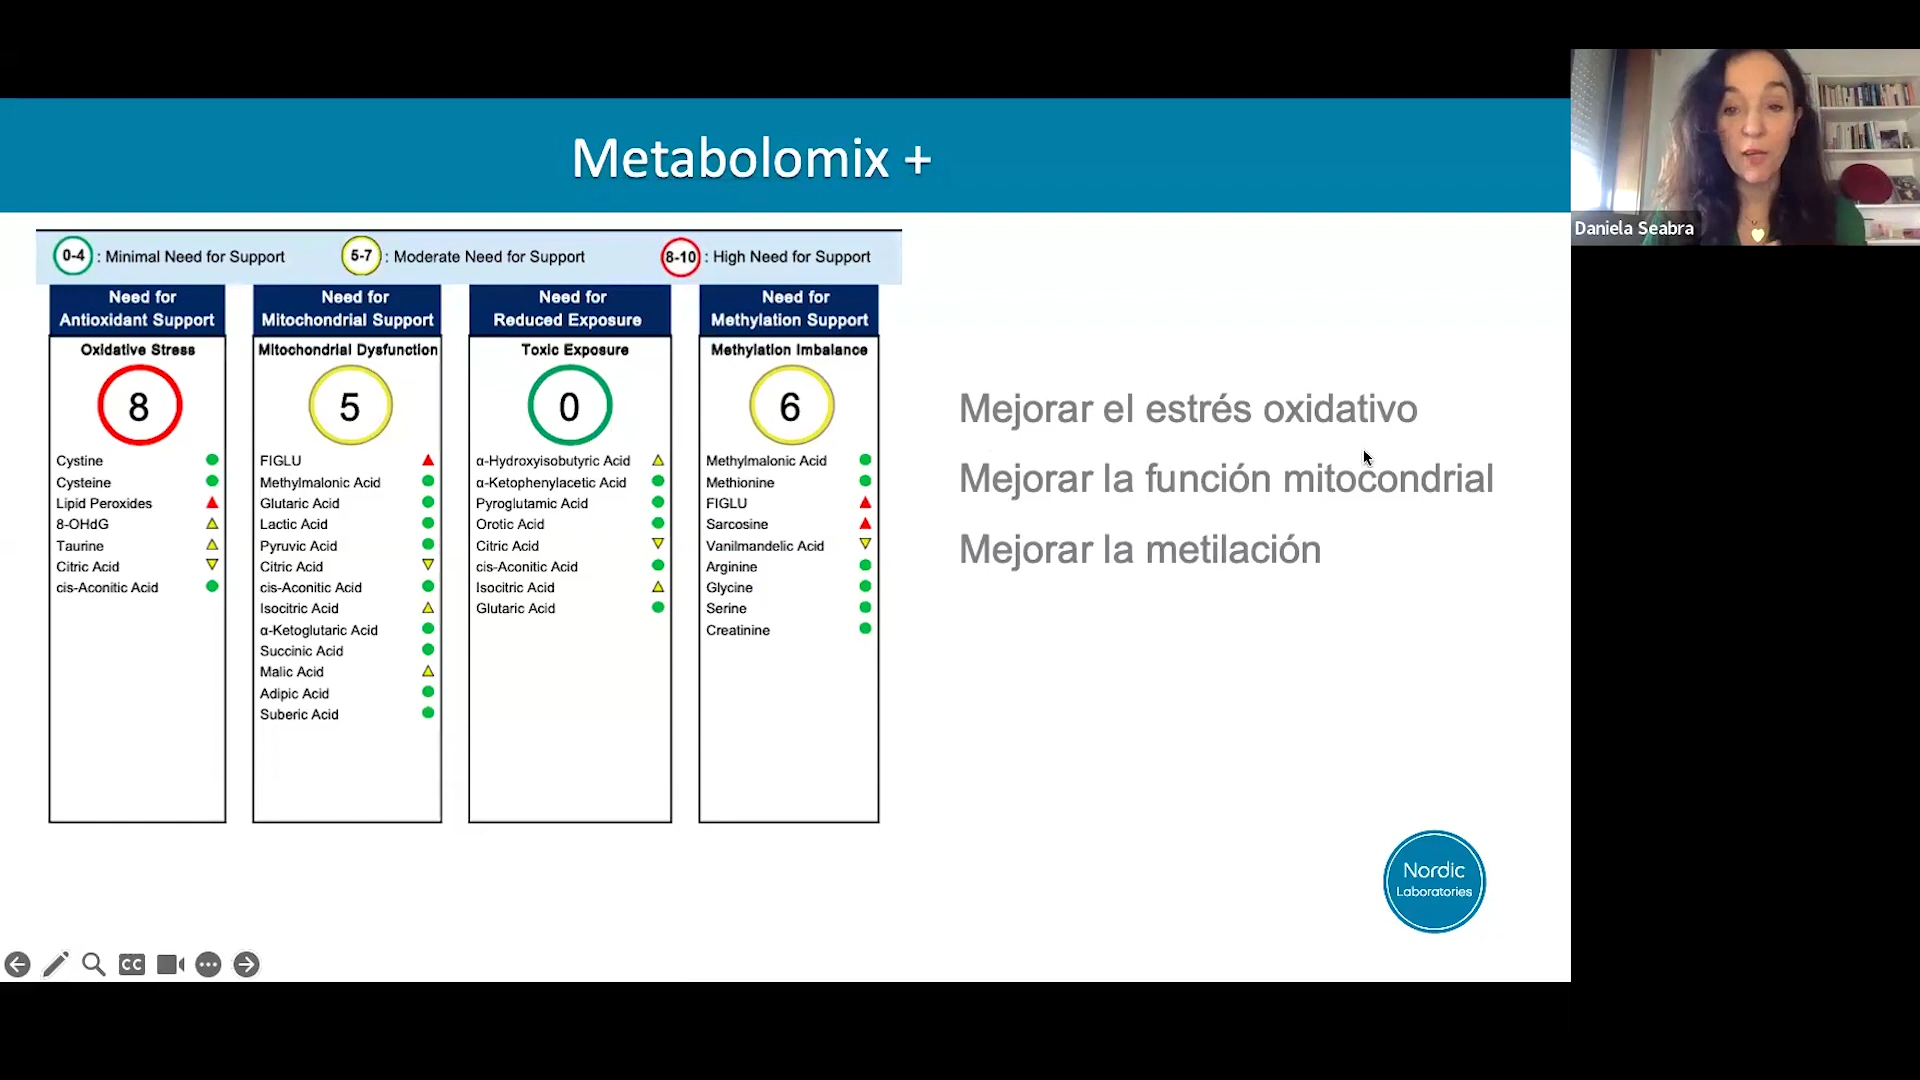 Metabolomix +
Daniela Seabra
0-4 : Minimal Need for Support
5-7 : Moderate Need for Support
8-10 : High Need for Support
Need for
Antioxidant Support
Oxidative Stress
8
Cystine
Cysteine
Lipid Peroxides
8-OHdG
Taurine
Citric Acid
cis-Aconitic Acid
Need for
Mitochondrial Support
Mitochondrial Dysfunction
5
FIGLU
Methylmalonic Acid
Glutaric Acid
Lactic Acid
Pyruvic Acid
Citric Acid
cis-Aconitic Acid
Isocitric Acid
α-Ketoglutaric Acid
Succinic Acid
Malic Acid
Adipic Acid
Suberic Acid
Need for
Reduced Exposure
Toxic Exposure
0
α-Hydroxyisobutyric Acid
α-Ketophenylacetic Acid
Pyroglutamic Acid
Orotic Acid
Citric Acid
cis-Aconitic Acid
Isocitric Acid
Glutaric Acid
Need for
Methylation Support
Methylation Imbalance
6
Methylmalonic Acid
Methionine
FIGLU
Sarcosine
Vanilmandelic Acid
Arginine
Glycine
Serine
Creatinine
Mejorar el estrés oxidativo
Mejorar la función mitocondrial
Mejorar la metilación
Nordic
Laboratories
CC